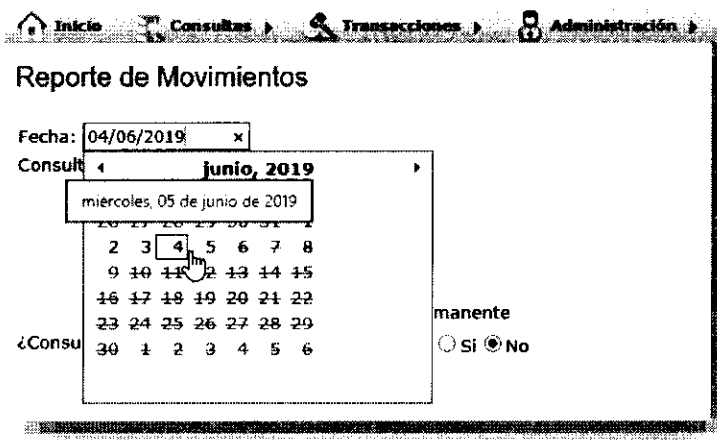 Inicio Consultas Transacciones Administración
Reporte de Movimientos
Fecha: 04/06/2019 ×
Consult
junio, 2019
miércoles, 05 de junio de 2019
2 3 4 5 6 7 8
9 10 11 12 13 14 15
16 17 18 19 20 21 22
23 24 25 26 27 28 29
manente
¿Consu
30 1 2 3 4 5 6
Si No